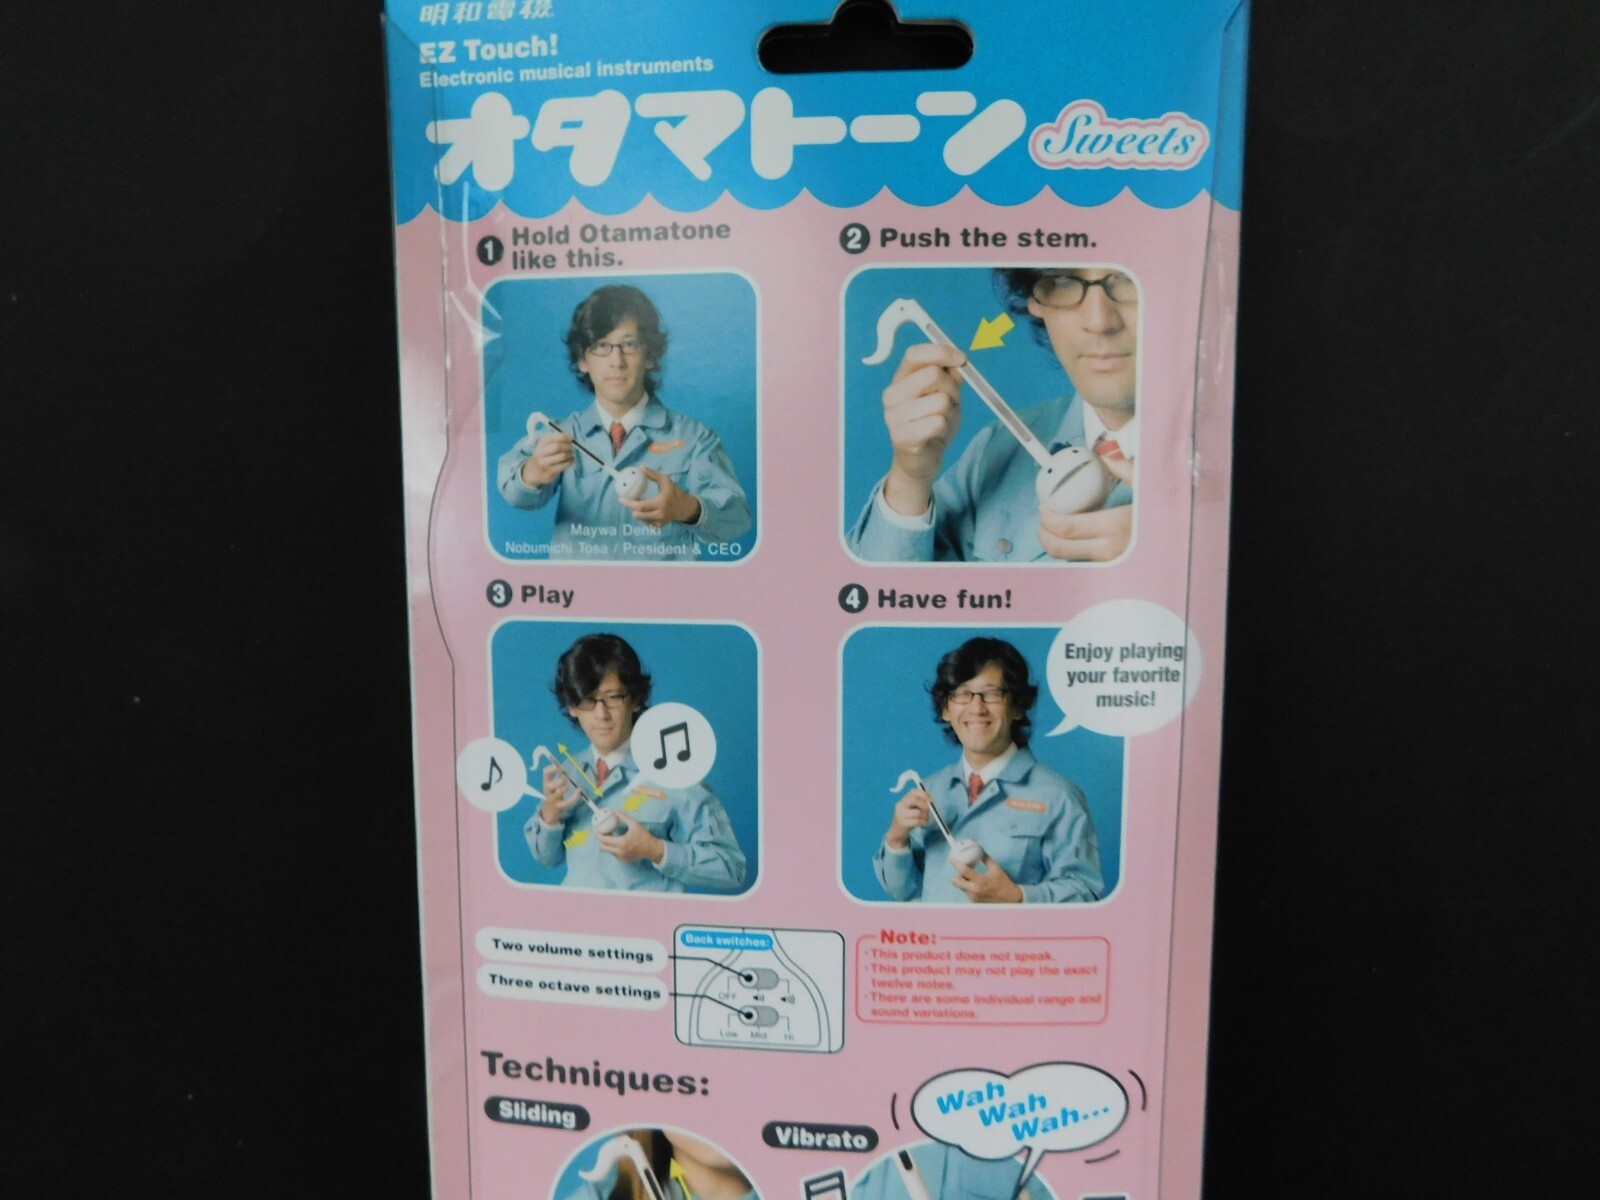 明和電機
EZ Touch!
Electronic musical instruments
オタマトーン
Sweets
1 Hold Otamatone
like this.
2 Push the stem.
Maywa Denki
Nobumichi Tosa / President & CEO
3 Play
4 Have fun!
Enjoy playing
your favorite
music!
Two volume settings
Three octave settings
Back switches:
OFF
Low Mid Hi
Note:
・This product does not speak.
・This product may not play the exact
twelve notes.
・There are some individual range and
sound variations.
Techniques:
Sliding
Vibrato
Wah
Wah
Wah...